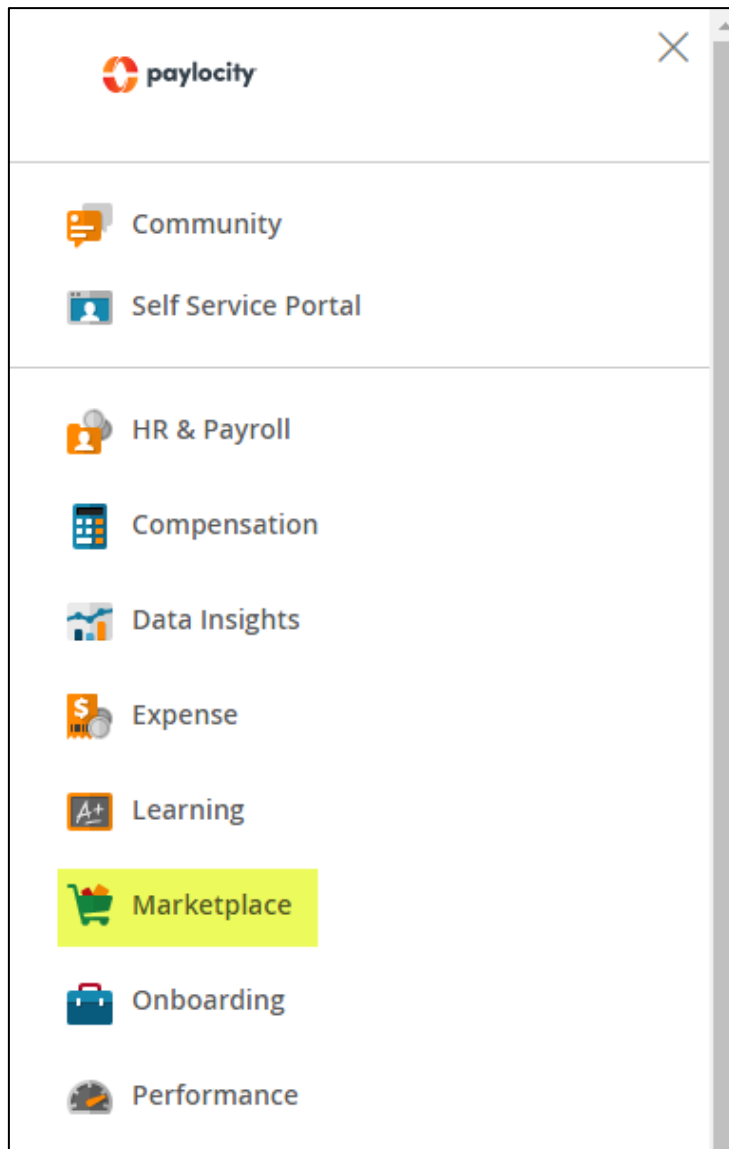 paylocity
Community
Self Service Portal
HR & Payroll
Compensation
Data Insights
$
Expense
A+
Learning
Marketplace
Onboarding
Performance